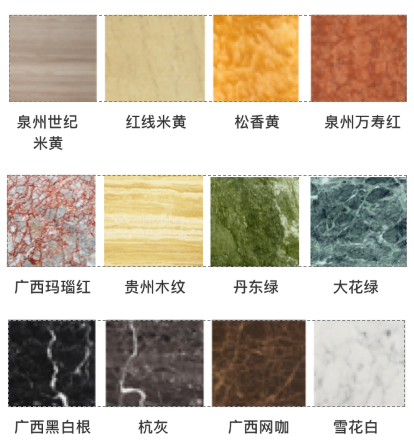 泉州世纪
米黄
红线米黄
松香黄
泉州万寿红
广西玛瑙红
贵州木纹
丹东绿
大花绿
广西黑白根
杭灰
广西网咖
雪花白